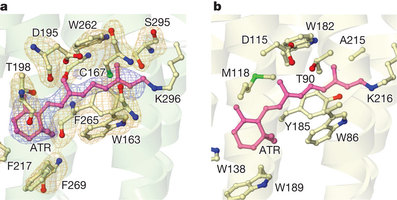 a
b
W262
S295
D195
T198
C167
K296
F265
ATR
W163
F217
F269
W182
D115
A215
M118
T90
K216
Y185
ATR
W86
W138
W189